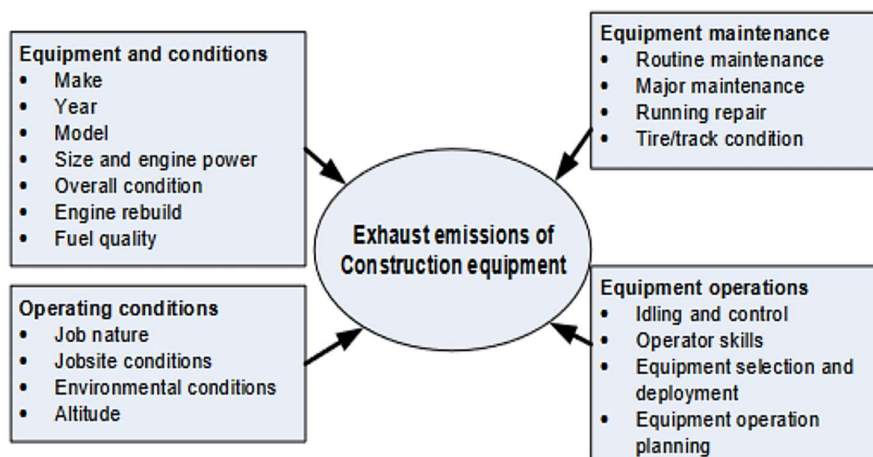 Equipment and conditions
• Make
• Year
• Model
• Size and engine power
• Overall condition
• Engine rebuild
• Fuel quality
Operating conditions
• Job nature
• Jobsite conditions
• Environmental conditions
• Altitude
Exhaust emissions of
Construction equipment
Equipment maintenance
• Routine maintenance
• Major maintenance
• Running repair
• Tire/track condition
Equipment operations
• Idling and control
• Operator skills
• Equipment selection and
deployment
• Equipment operation
planning